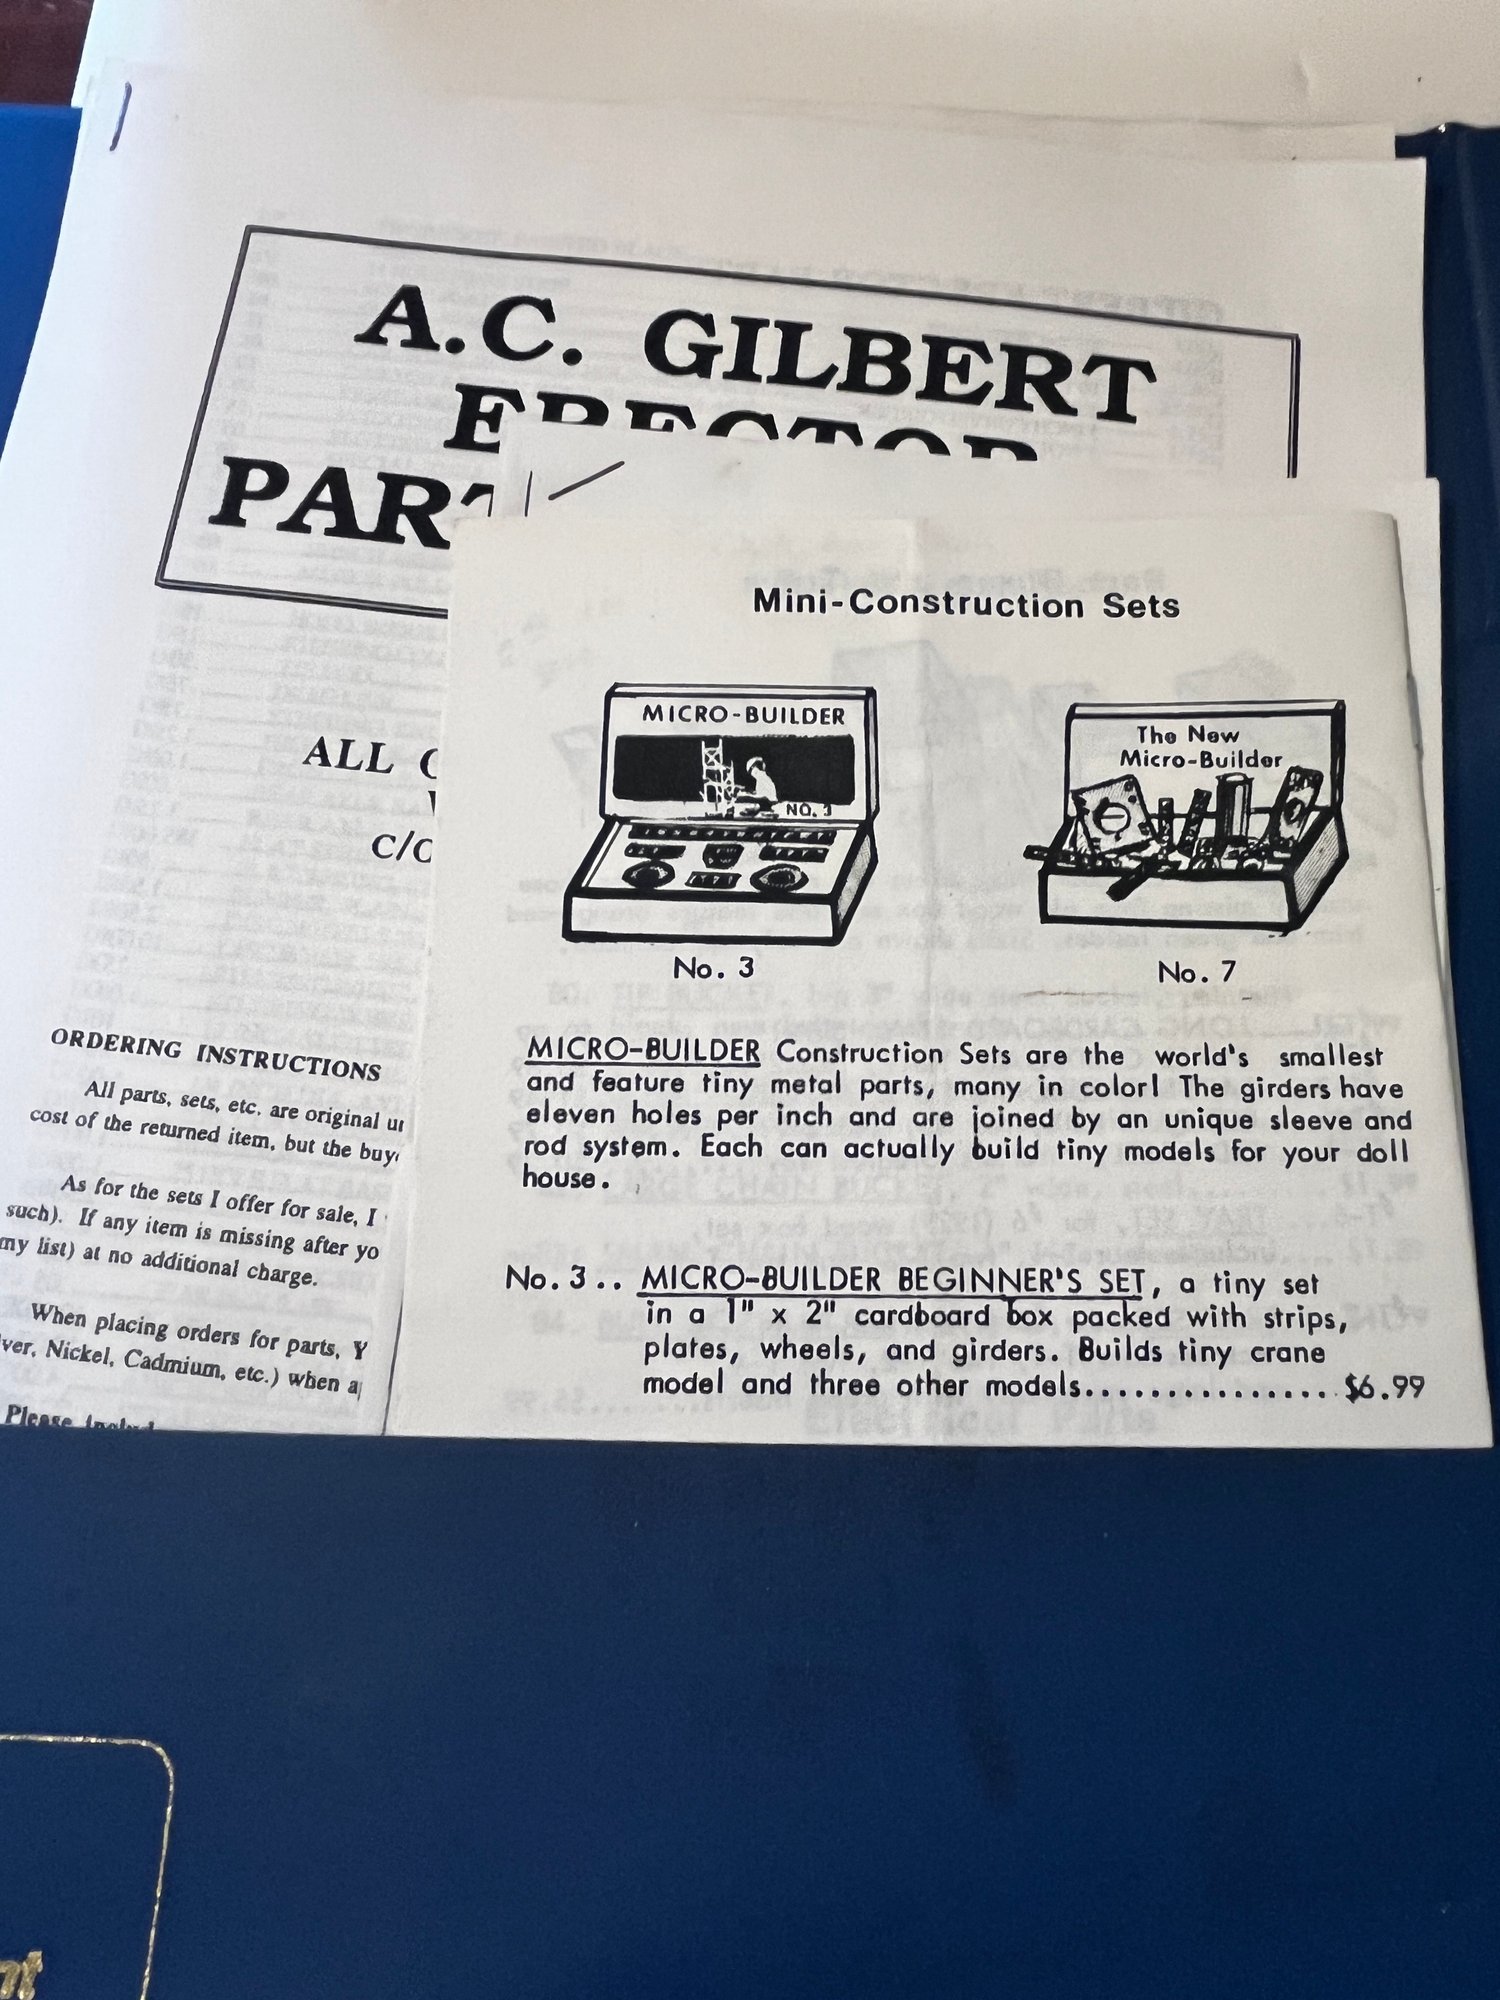 A.C. GILBERT
ERECTOR
ALL
C/O
ORDERING INSTRUCTIONS
All parts, sets, etc. are original
cost of the returned item, but the
As for the sets I offer for sale, I
such). If any item is missing after yo
my list) at no additional charge.
When placing orders for parts, Y
ver, Nickel, Cadmium, etc.) when a
Please
Mini-Construction Sets
MICRO-BUILDER
NO. 3
No. 3
The New
Micro-Builder
No. 7
MICRO-BUILDER Construction Sets are the world's smallest
and feature tiny metal parts, many in color! The girders have
eleven holes per inch and are joined by an unique sleeve and
rod system. Each can actually build tiny models for your doll
house.
No. 3.. MICRO-BUILDER BEGINNER'S SET, a tiny set
in a 1" x 2" cardboard box packed with strips,
plates, wheels, and girders. Builds tiny crane
model and three other models.................$6.99